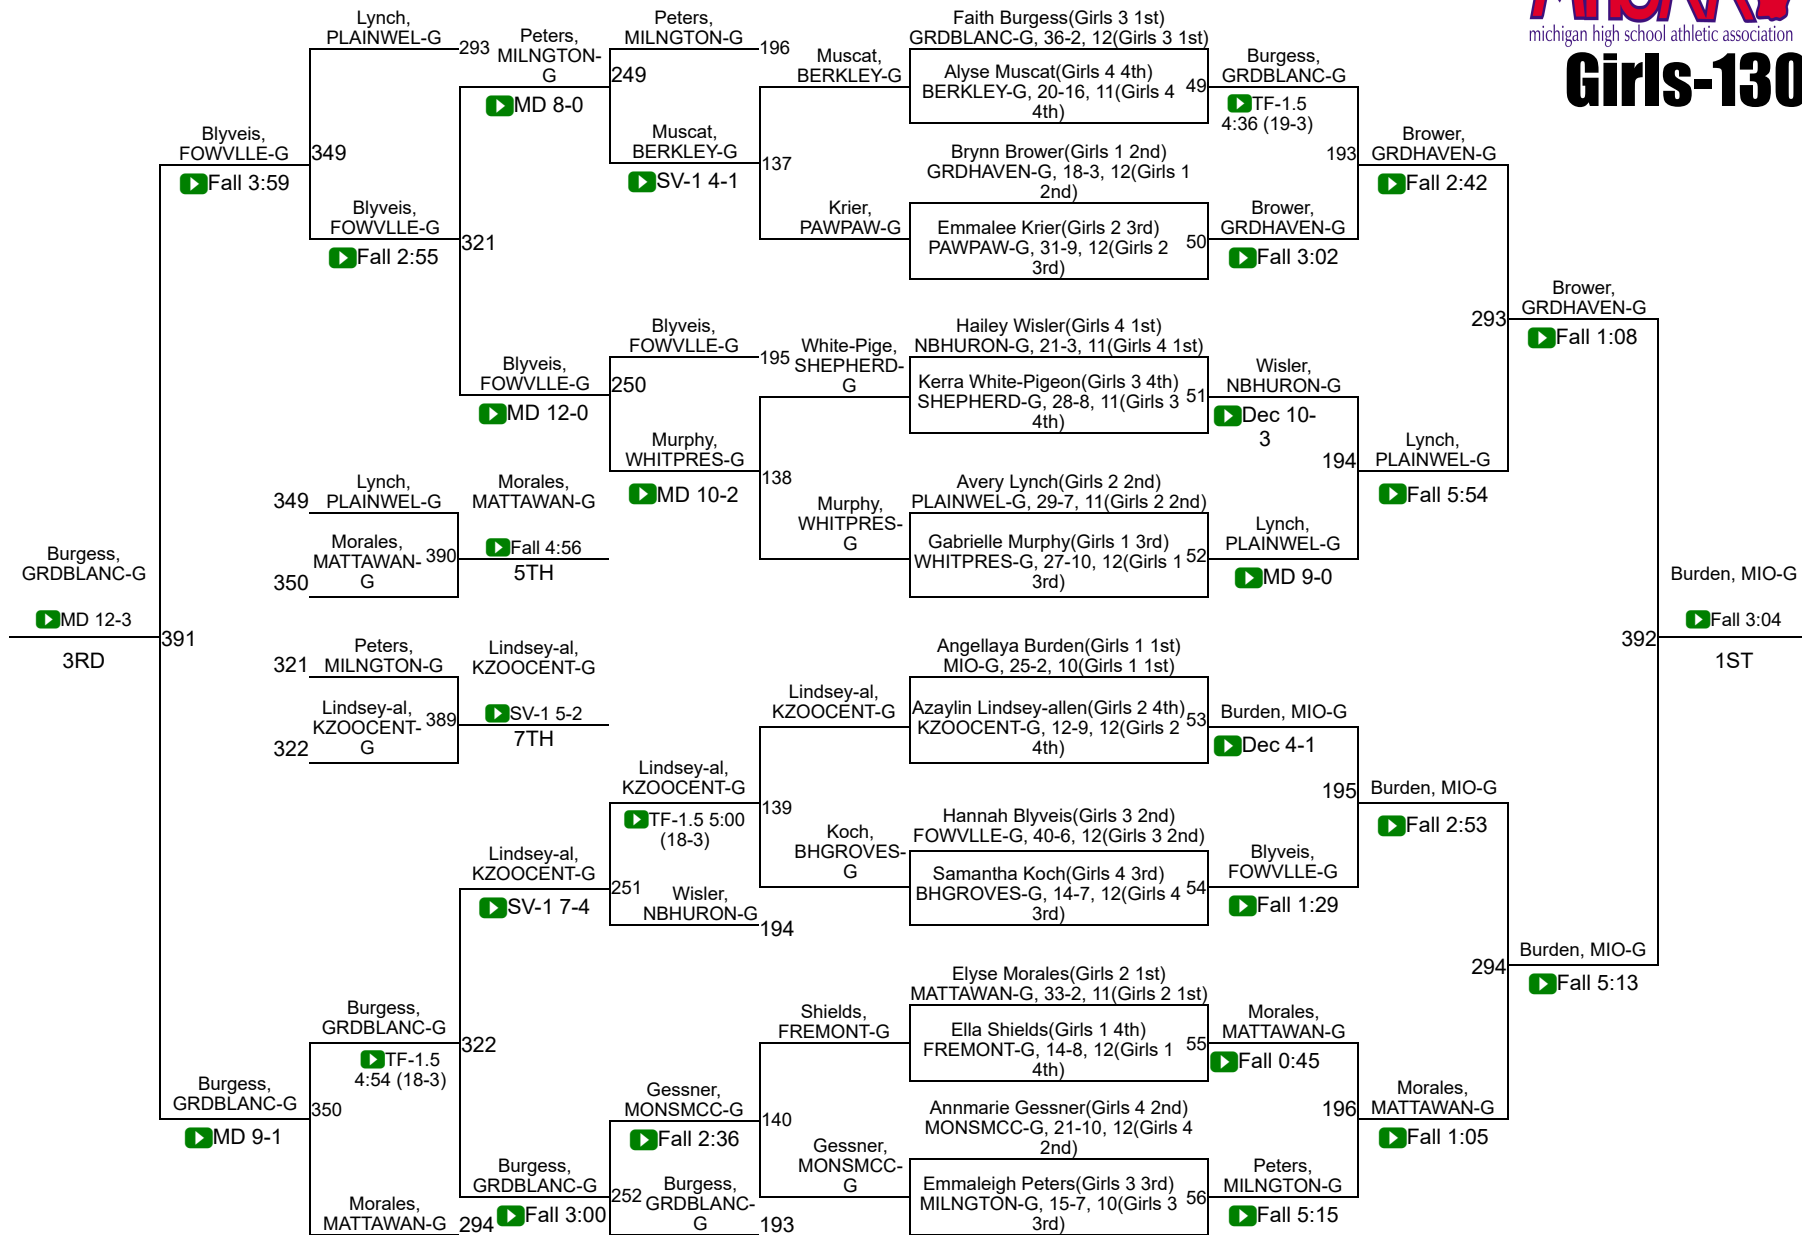 michigan high school athletic association
Girls-130
Lynch,
PLAINWEL-G
293
Peters,
MILNGTON-
G
MD 8-0
Peters,
MILNGTON-G
196
249
Muscat,
BERKLEY-G
SV-1 4-1
Muscat,
BERKLEY-G
137
Krier,
PAWPAW-G
Faith Burgess(Girls 3 1st)
GRDBLANC-G, 36-2, 12(Girls 3 1st)
Alyse Muscat(Girls 4 4th)
BERKLEY-G, 20-16, 11(Girls 4
4th)
49
Burgess,
GRDBLANC-G
TF-1.5
4:36 (19-3)
Brynn Brower(Girls 1 2nd)
GRDHAVEN-G, 18-3, 12(Girls 1
2nd)
Emmalee Krier(Girls 2 3rd)
PAWPAW-G, 31-9, 12(Girls 2
3rd)
50
Brower,
GRDHAVEN-G
Fall 3:02
193
Brower,
GRDHAVEN-G
Fall 2:42
Blyveis,
FOWVLLE-G
Fall 3:59
349
Blyveis,
FOWVLLE-G
Fall 2:55
321
Blyveis,
FOWVLLE-G
MD 12-0
Blyveis,
FOWVLLE-G
195
250
Murphy,
WHITPRES-G
MD 10-2
White-Pige,
SHEPHERD-
G
138
Murphy,
WHITPRES-
G
Hailey Wisler(Girls 4 1st)
NBHURON-G, 21-3, 11(Girls 4 1st)
Kerra White-Pigeon(Girls 3 4th)
SHEPHERD-G, 28-8, 11(Girls 3
4th)
51
Wisler,
NBHURON-G
Dec 10-
3
Avery Lynch(Girls 2 2nd)
PLAINWEL-G, 29-7, 11(Girls 2 2nd)
Gabrielle Murphy(Girls 1 3rd)
WHITPRES-G, 27-10, 12(Girls 1
3rd)
52
Lynch,
PLAINWEL-G
MD 9-0
194
Lynch,
PLAINWEL-G
Fall 5:54
293
Brower,
GRDHAVEN-G
Fall 1:08
349
Lynch,
PLAINWEL-G
Morales,
MATTAWAN-
G
350
390
Morales,
MATTAWAN-G
Fall 4:56
5TH
Burgess,
GRDBLANC-G
MD 12-3
3RD
391
321
Peters,
MILNGTON-G
Lindsey-al,
KZOOCENT-
G
322
389
Lindsey-al,
KZOOCENT-G
SV-1 5-2
7TH
Burden, MIO-G
Fall 3:04
1ST
392
Lindsey-al,
KZOOCENT-G
SV-1 7-4
Lindsey-al,
KZOOCENT-G
TF-1.5 5:00
(18-3)
251
Wisler,
NBHURON-G
194
Lindsey-al,
KZOOCENT-G
139
Koch,
BHGROVES-
G
Angellaya Burden(Girls 1 1st)
MIO-G, 25-2, 10(Girls 1 1st)
Azaylin Lindsey-allen(Girls 2 4th)
KZOOCENT-G, 12-9, 12(Girls 2
4th)
53
Burden, MIO-G
Dec 4-1
Hannah Blyveis(Girls 3 2nd)
FOWVLLE-G, 40-6, 12(Girls 3 2nd)
Samantha Koch(Girls 4 3rd)
BHGROVES-G, 14-7, 12(Girls 4
3rd)
54
Blyveis,
FOWVLLE-G
Fall 1:29
195
Burden, MIO-G
Fall 2:53
294
Burden, MIO-G
Fall 5:13
Burgess,
GRDBLANC-G
MD 9-1
Burgess,
GRDBLANC-G
TF-1.5
4:54 (18-3)
350
Morales,
MATTAWAN-G
294
322
Burgess,
GRDBLANC-G
Fall 3:00
Gessner,
MONSMCC-G
Fall 2:36
252
Burgess,
GRDBLANC-
G
193
Shields,
FREMONT-G
140
Gessner,
MONSMCC-
G
Elyse Morales(Girls 2 1st)
MATTAWAN-G, 33-2, 11(Girls 2 1st)
Ella Shields(Girls 1 4th)
FREMONT-G, 14-8, 12(Girls 1
4th)
55
Morales,
MATTAWAN-G
Fall 0:45
Annmarie Gessner(Girls 4 2nd)
MONSMCC-G, 21-10, 12(Girls 4
2nd)
Emmaleigh Peters(Girls 3 3rd)
MILNGTON-G, 15-7, 10(Girls 3
3rd)
56
Peters,
MILNGTON-G
Fall 5:15
196
Morales,
MATTAWAN-G
Fall 1:05